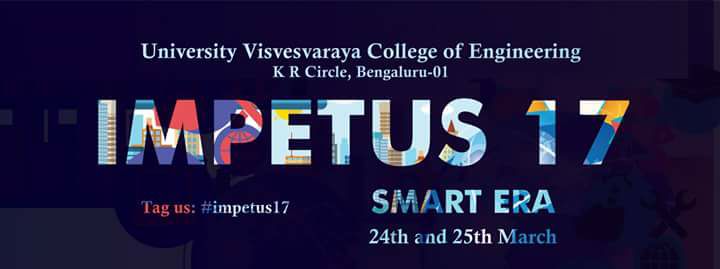 University Visvesvaraya College of Engineering
K R Circle, Bengaluru-01
IMPETUS 17
SMART ERA
Tag us: #impetus17
24th and 25th March